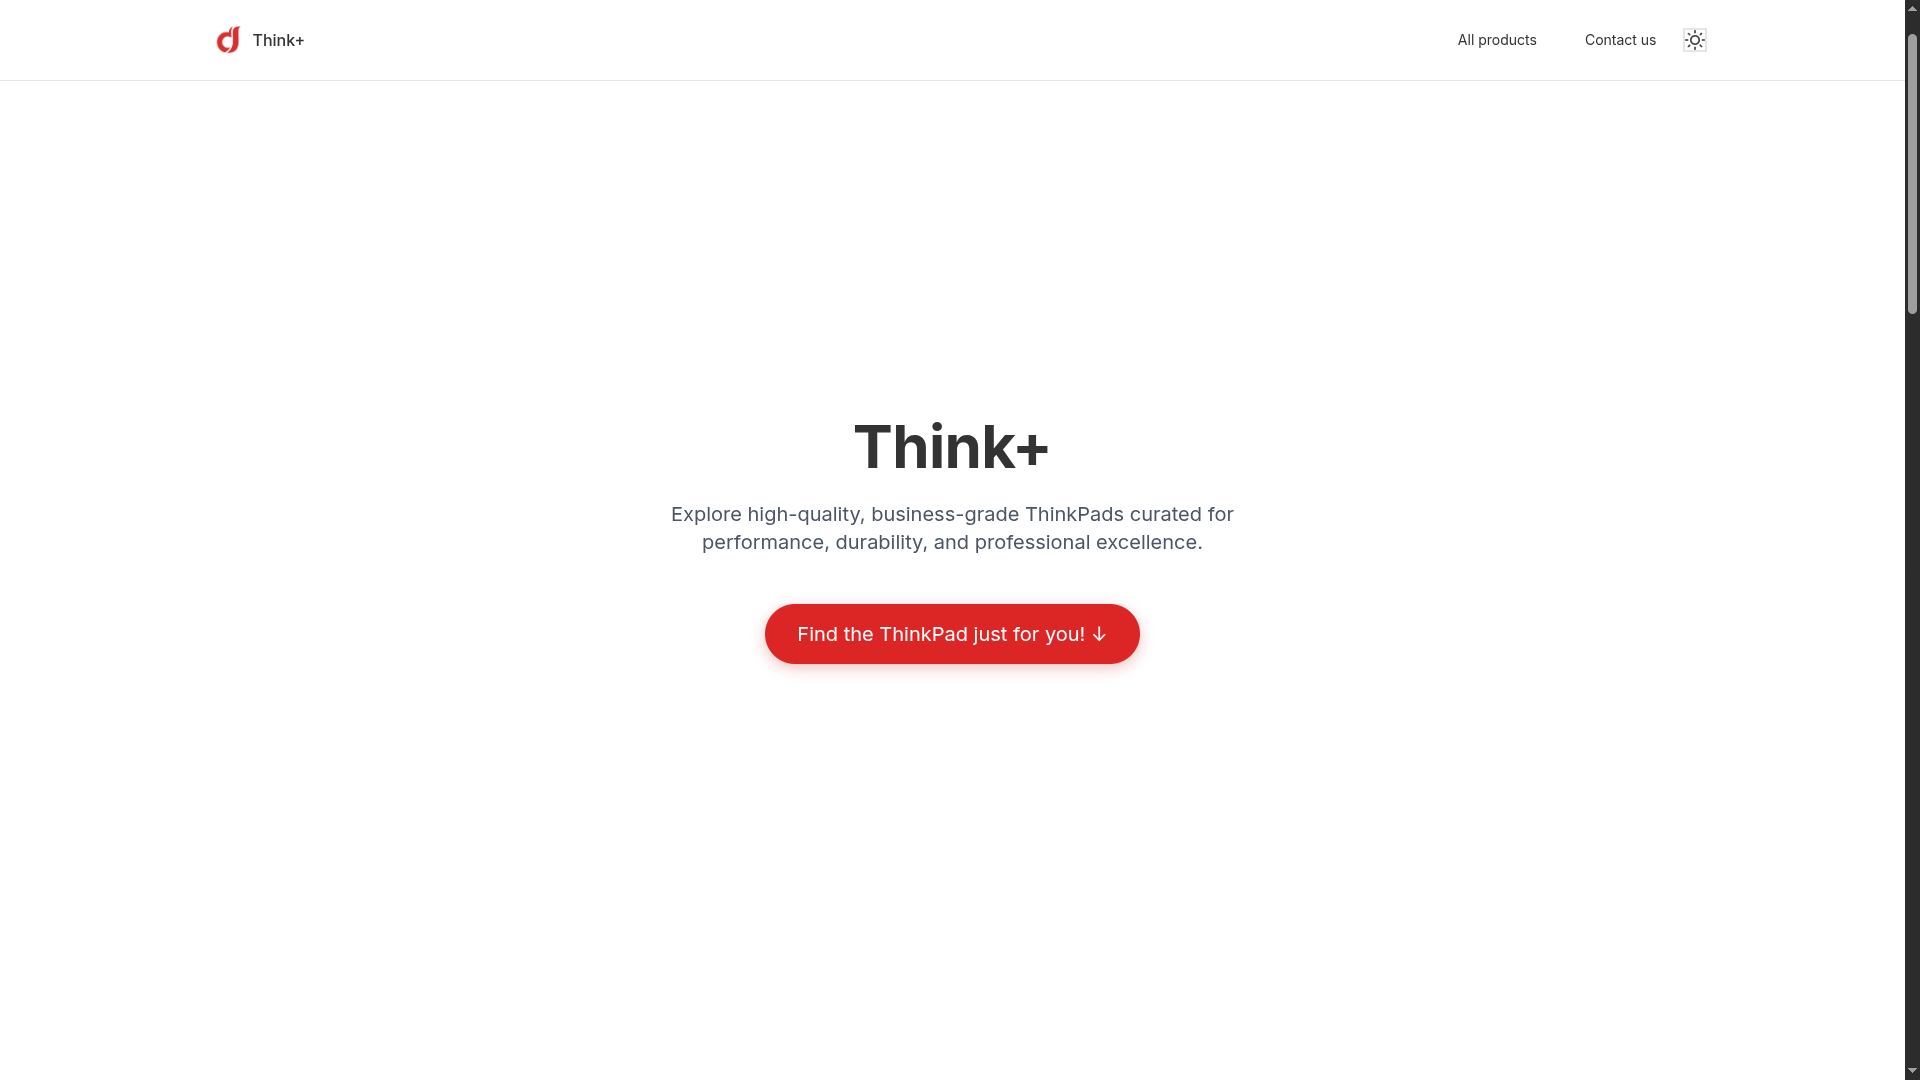 Think+
All products
Contact us
Think+
Explore high-quality, business-grade ThinkPads curated for
performance, durability, and professional excellence.
Find the ThinkPad just for you! ↓